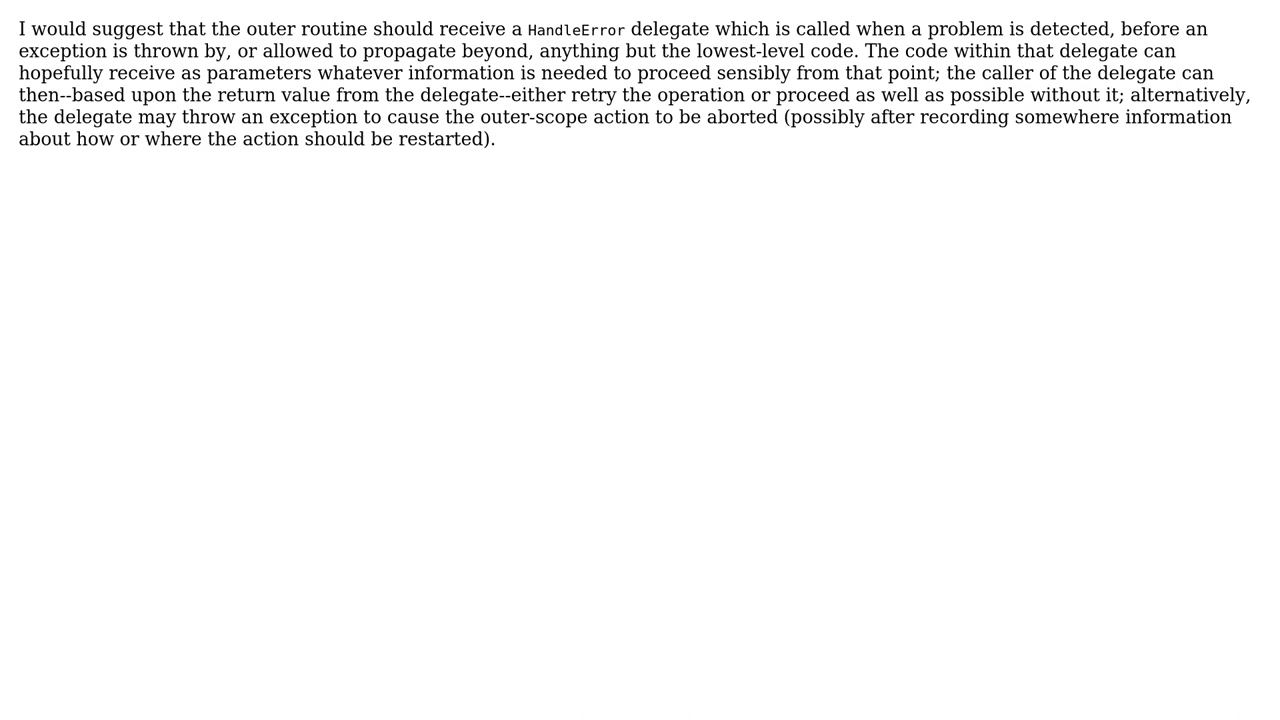 I would suggest that the outer routine should receive a HandleError delegate which is called when a problem is detected, before an
exception is thrown by, or allowed to propagate beyond, anything but the lowest-level code. The code within that delegate can
hopefully receive as parameters whatever information is needed to proceed sensibly from that point; the caller of the delegate can
then--based upon the return value from the delegate--either retry the operation or proceed as well as possible without it; alternatively,
the delegate may throw an exception to cause the outer-scope action to be aborted (possibly after recording somewhere information
about how or where the action should be restarted).